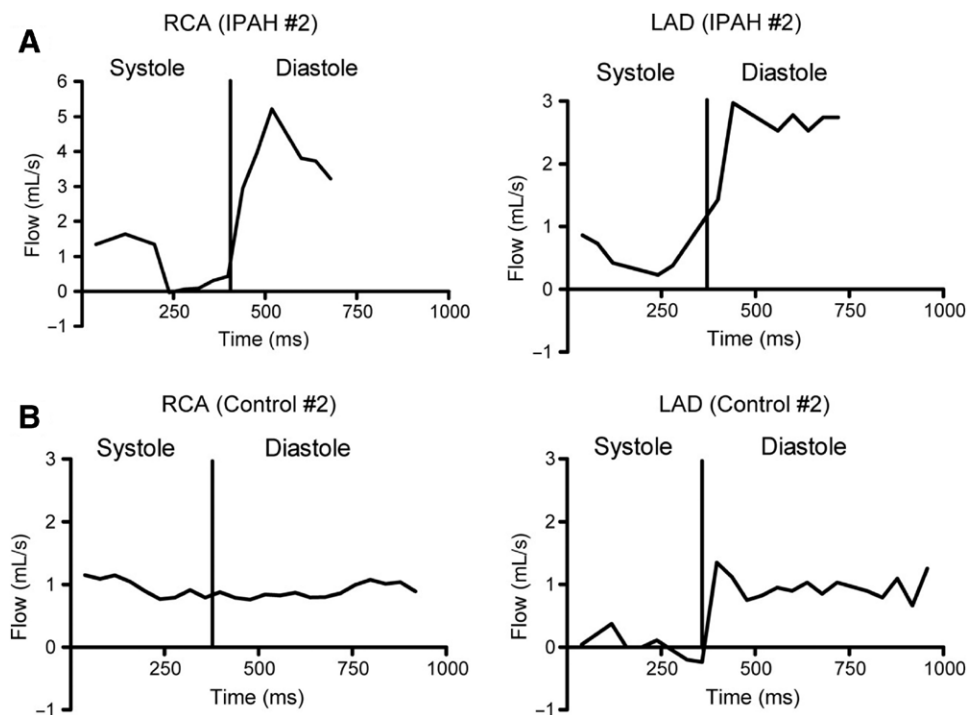 A
RCA (IPAH #2)
Systole Diastole
6
5
4
3
2
1
0
−1
Flow (mL/s)
250 500 750 1000
Time (ms)
LAD (IPAH #2)
Systole Diastole
3
2
1
0
−1
Flow (mL/s)
250 500 750 1000
Time (ms)
B
RCA (Control #2)
Systole Diastole
3
2
1
0
−1
Flow (mL/s)
250 500 750 1000
Time (ms)
LAD (Control #2)
Systole Diastole
3
2
1
0
−1
Flow (mL/s)
250 500 750 1000
Time (ms)